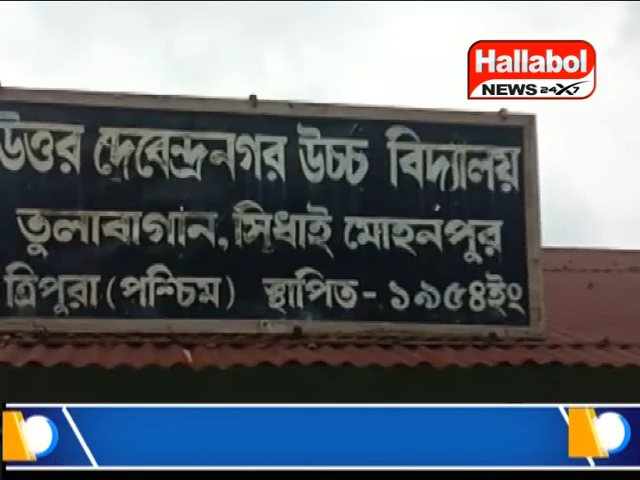 Hallabol
NEWS 24X7
উত্তর দেবেন্দ্রনগর উচ্চ বিদ্যালয়
তুলাবাগান, সিধাই মোহনপুর
ত্রিপুরা (পশ্চিম) স্থাপিত - ১৯৫৪ইং